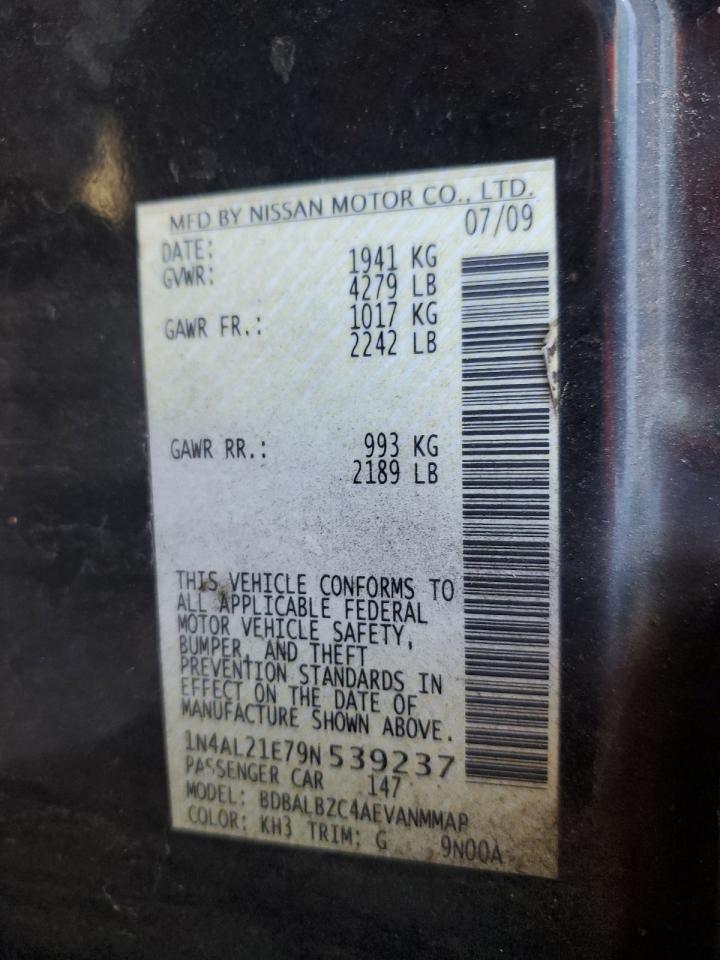 MFD BY NISSAN MOTOR CO., LTD.
DATE: 07/09
GVWR: 1941 KG
4279 LB
GAWR FR.: 1017 KG
2242 LB
GAWR RR.: 993 KG
2189 LB
THIS VEHICLE CONFORMS TO
ALL APPLICABLE FEDERAL
MOTOR VEHICLE SAFETY,
BUMPER, AND THEFT
PREVENTION STANDARDS IN
EFFECT ON THE DATE OF
MANUFACTURE SHOWN ABOVE.
1N4AL21E79N539237
PASSENGER CAR 147
MODEL: BDBALBZC4AEVANMMAP
COLOR: KH3 TRIM: G 9N00A